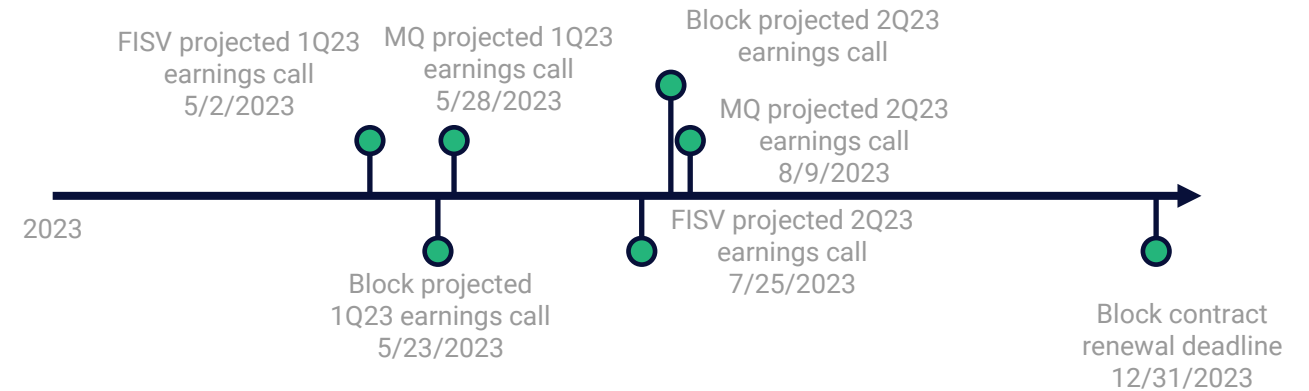 FISV projected 1Q23
earnings call
5/2/2023
MQ projected 1Q23
earnings call
5/28/2023
Block projected 2Q23
earnings call
MQ projected 2Q23
earnings call
8/9/2023
2023
FISV projected 2Q23
earnings call
7/25/2023
Block projected
1Q23 earnings call
5/23/2023
Block contract
renewal deadline
12/31/2023